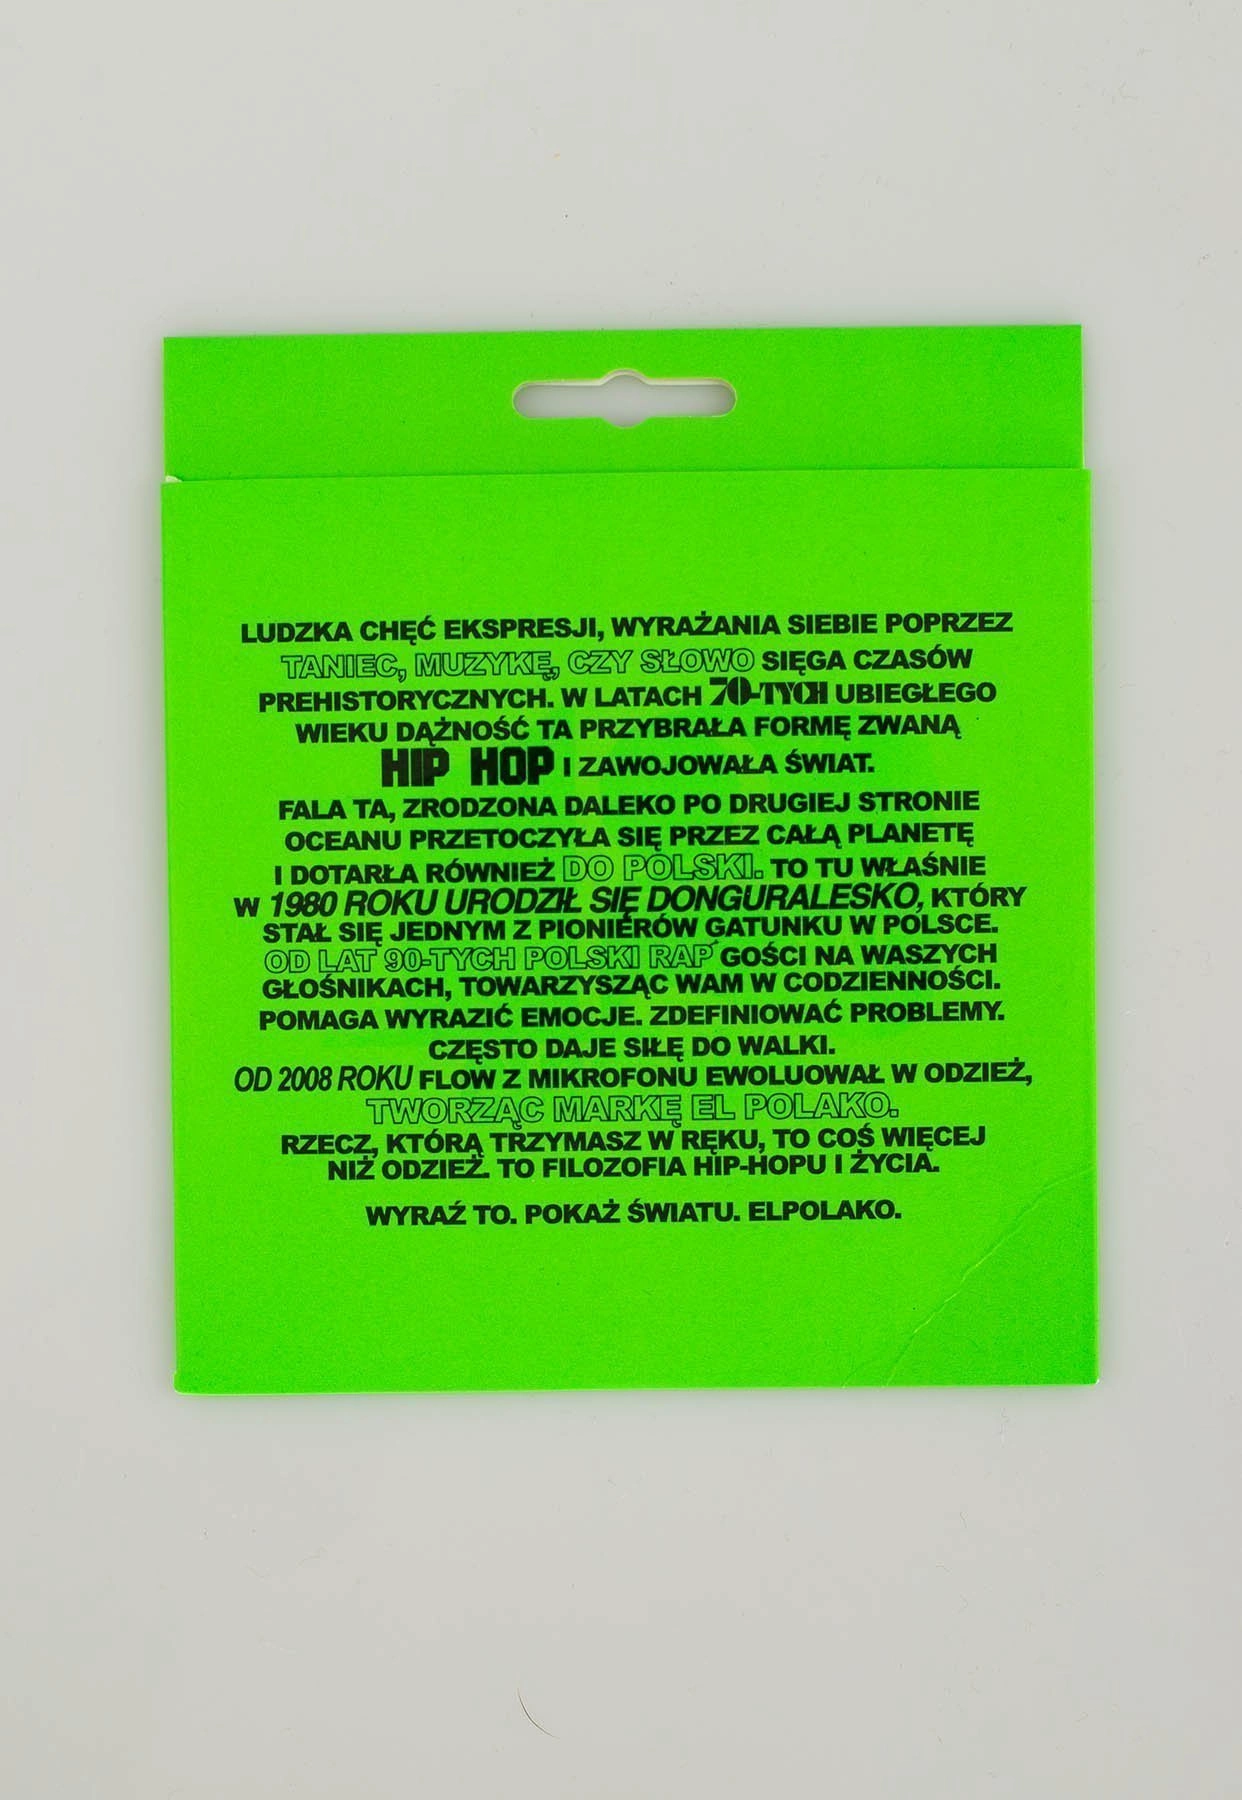 LUDZKA CHĘĆ EKSPRESJI, WYRAŻANIA SIEBIE POPRZEZ
TANIEC, MUZYKĘ, CZY SŁOWO SIĘGA CZASÓW
PREHISTORYCZNYCH. W LATACH 70-TYCH UBIEGŁEGO
WIEKU DĄŻNOŚĆ TA PRZYBRAŁA FORMĘ ZWANĄ
HIP HOP I ZAWOJOWAŁA ŚWIAT.
FALA TA, ZRODZONA DALEKO PO DRUGIEJ STRONIE
OCEANU PRZETOCZYŁA SIĘ PRZEZ CAŁĄ PLANETĘ
I DOTARŁA RÓWNIEŻ DO POLSKI. TO TU WŁAŚNIE
W 1980 ROKU URODZIŁ SIĘ DONGURALESKO, KTÓRY
STAŁ SIĘ JEDNYM Z PIONIERÓW GATUNKU W POLSCE.
OD LAT 90-TYCH POLSKI RAP GOŚCI NA WASZYCH
GŁOŚNIKACH, TOWARZYSZĄC WAM W CODZIENNOŚCI.
POMAGA WYRAZIĆ EMOCJE. ZDEFINIOWAĆ PROBLEMY.
CZĘSTO DAJE SIŁĘ DO WALKI.
OD 2008 ROKU FLOW Z MIKROFONU EWOLUOWAŁ W ODZIEŻ,
TWORZĄC MARKĘ EL POLAKO.
RZECZ, KTÓRĄ TRZYMASZ W RĘKU, TO COŚ WIĘCEJ
NIŻ ODZIEŻ. TO FILOZOFIA HIP-HOPU I ŻYCIA.
WYRAŹ TO. POKAŻ ŚWIATU. ELPOLAKO.